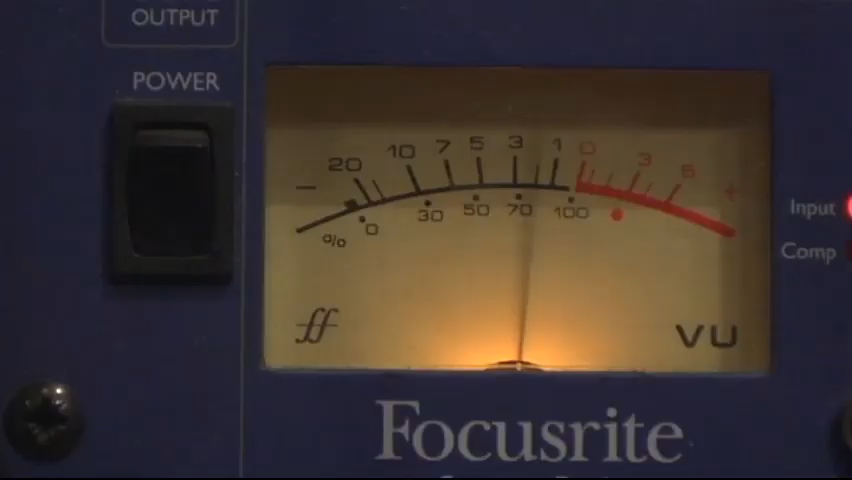 OUTPUT
POWER
20 10 7 5 3 1 0 3 5
- +
0 30 50 70 100
%
Input
Comp
ff VU
Focusrite